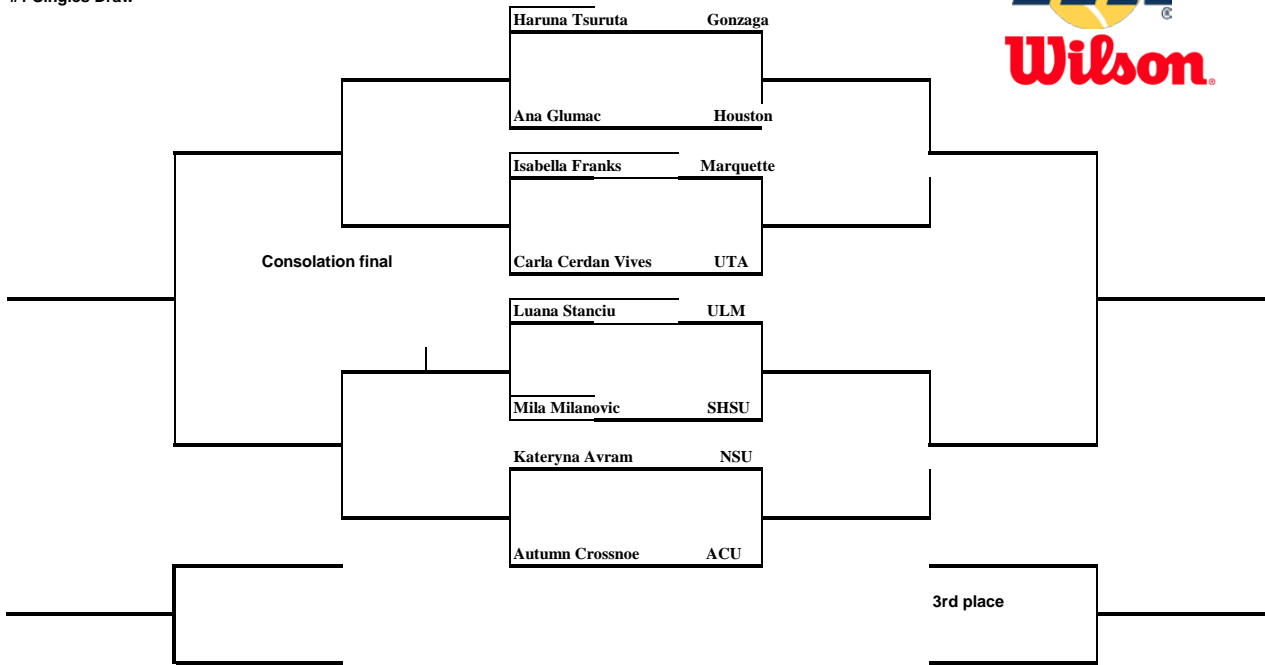 Haruna Tsuruta Gonzaga
®
Wilson.
Ana Glumac Houston
Isabella Franks Marquette
Consolation final
Carla Cerdan Vives UTA
Luana Stanciu ULM
Mila Milanovic SHSU
Kateryna Avram NSU
Autumn Crossnoe ACU
3rd place